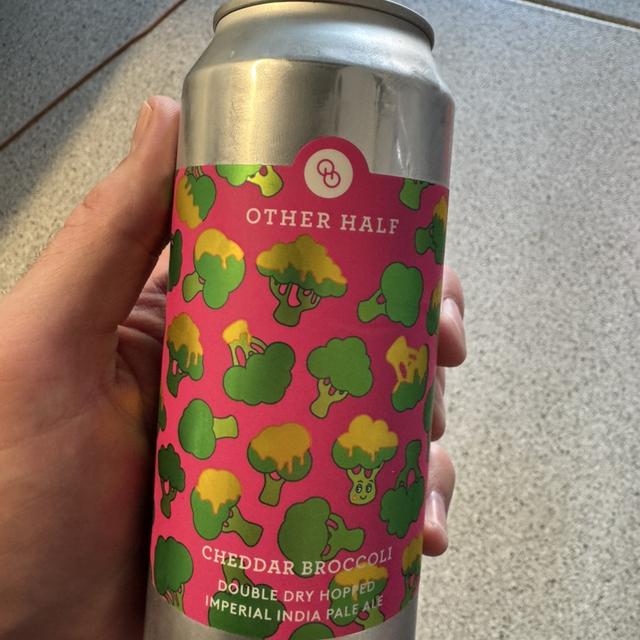 OTHER HALF
CHEDDAR BROCCOLI
DOUBLE DRY HOPPED
IMPERIAL INDIA PALE ALE